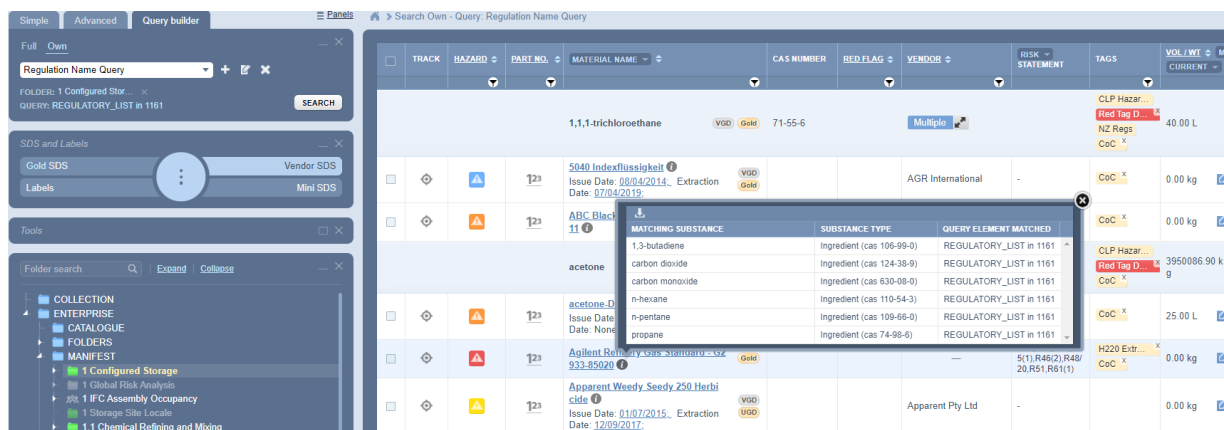 Simple Advanced Query builder
Panels
Search Own - Query: Regulation Name Query
Full Own
Regulation Name Query
FOLDER: 1 Configured Stor...
QUERY: REGULATORY_LIST in 1161
SEARCH
SDS and Labels
Gold SDS Vendor SDS
Labels Mini SDS
Tools
Folder search Expand Collapse
COLLECTION
ENTERPRISE
CATALOGUE
FOLDERS
MANIFEST
1 Configured Storage
1 Global Risk Analysis
1 IFC Assembly Occupancy
1 Storage Site Locale
1.1 Chemical Refining and Mixing
TRACK HAZARD PART NO. MATERIAL NAME CAS NUMBER RED FLAG VENDOR RISK STATEMENT TAGS VOL / WT
CURRENT
1,1,1-trichloroethane VGD Gold 71-55-6 Multiple
CLP Hazar...
Red Tag D... x
NZ Regs
CoC x
40.00 L
5040 Indexflüssigkeit
Issue Date: 08/04/2014; Extraction
Date: 07/04/2019;
VGD
Gold
AGR International - CoC x 0.00 kg
ABC Black
11
CoC x 0.00 kg
acetone
CLP Hazar...
Red Tag D... x
CoC x
3950086.90 k
g
acetone-D
Issue Date
Date: None
CoC x 25.00 L
MATCHING SUBSTANCE SUBSTANCE TYPE QUERY ELEMENT MATCHED
1,3-butadiene Ingredient (cas 106-99-0) REGULATORY_LIST in 1161
carbon dioxide Ingredient (cas 124-38-9) REGULATORY_LIST in 1161
carbon monoxide Ingredient (cas 630-08-0) REGULATORY_LIST in 1161
n-hexane Ingredient (cas 110-54-3) REGULATORY_LIST in 1161
n-pentane Ingredient (cas 109-66-0) REGULATORY_LIST in 1161
propane Ingredient (cas 74-98-6) REGULATORY_LIST in 1161
Agilent Refinery Gas Standard - G2
933-85020
Gold
—
5(1),R46(2),R48/
20,R51,R61(1)
H220 Extr... x
CoC x
0.00 kg
Apparent Weedy Seedy 250 Herbi
cide
Issue Date: 01/07/2015; Extraction
Date: 12/09/2017;
VGD
UGD
Apparent Pty Ltd - 0.00 kg